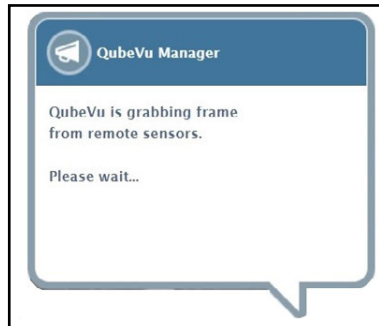 QubeVu Manager
QubeVu is grabbing frame
from remote sensors.
Please wait...